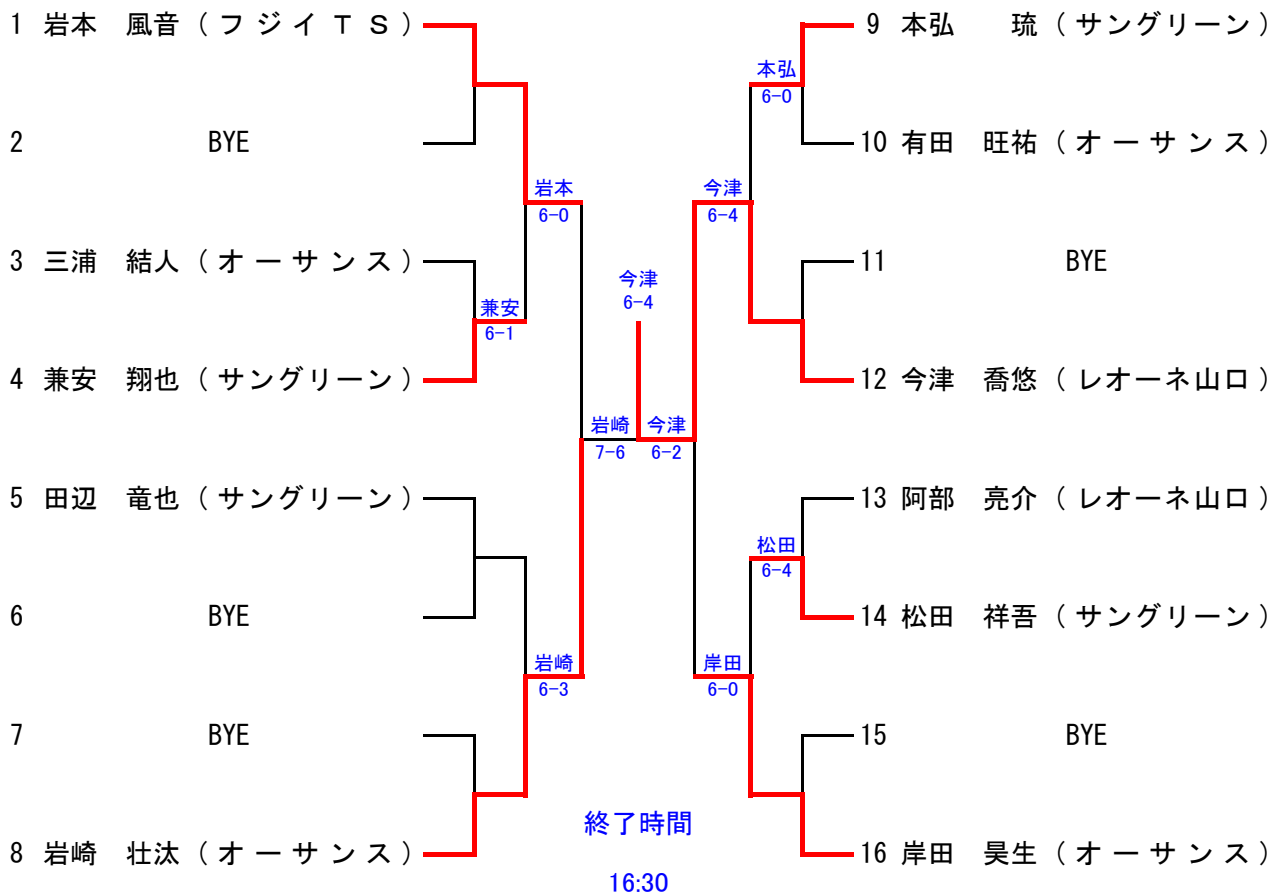 1 岩本 風音（フジイＴＳ）
2 BYE
3 三浦 結人（オーサンス）
4 兼安 翔也（サングリーン）
5 田辺 竜也（サングリーン）
6 BYE
7 BYE
8 岩崎 壮汰（オーサンス）
岩本
6-0
兼安
6-1
岩崎
6-3
岩崎
7-6
今津
6-4
今津
6-2
終了時間
16:30
本弘
6-0
今津
6-4
松田
6-4
岸田
6-0
9 本弘 琉（サングリーン）
10 有田 旺祐（オーサンス）
11 BYE
12 今津 喬悠（レオーネ山口）
13 阿部 亮介（レオーネ山口）
14 松田 祥吾（サングリーン）
15 BYE
16 岸田 昊生（オーサンス）